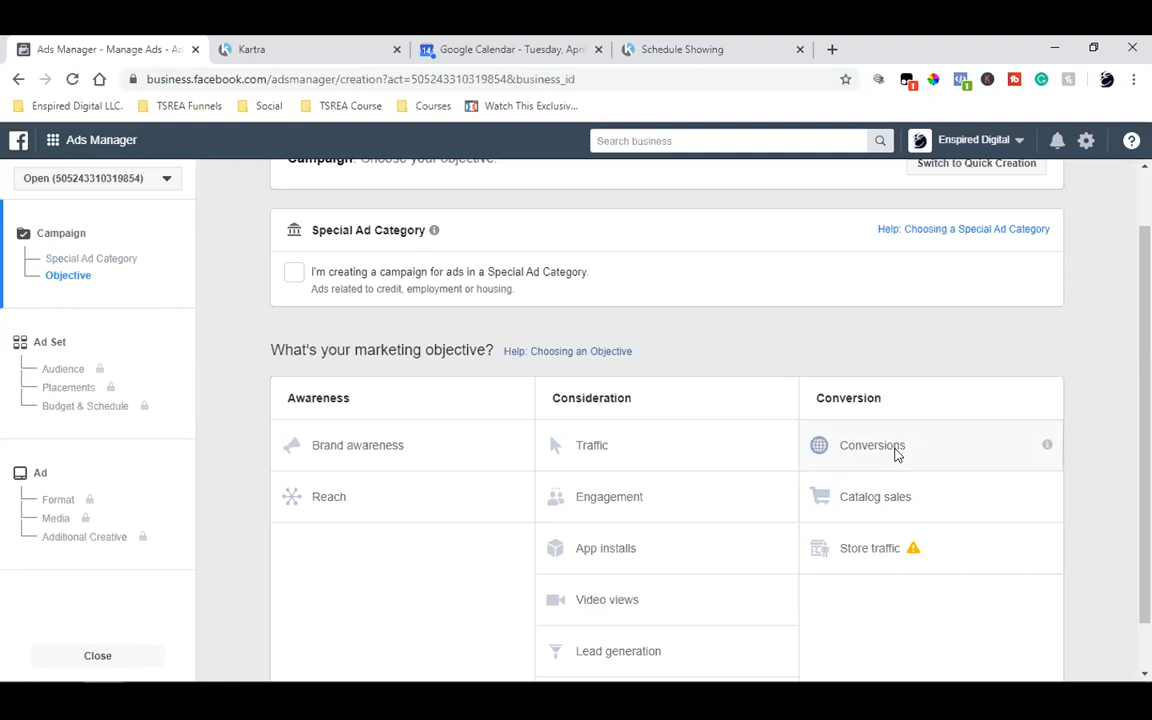 Ads Manager - Manage Ads - Ad
Kartra
Google Calendar - Tuesday, Apri
Schedule Showing
business.facebook.com/adsmanager/creation?act=505243310319854&business_id
Enspired Digital LLC.
TSREA Funnels
Social
TSREA Course
Courses
Watch This Exclusiv...
Ads Manager
Search business
Enspired Digital
Open (505243310319854)
Campaign: Choose your objective.
Switch to Quick Creation
Campaign
Special Ad Category
Objective
Special Ad Category
Help: Choosing a Special Ad Category
I'm creating a campaign for ads in a Special Ad Category.
Ads related to credit, employment or housing.
Ad Set
Audience
Placements
Budget & Schedule
What's your marketing objective?
Help: Choosing an Objective
Awareness
Consideration
Conversion
Brand awareness
Traffic
Conversions
Reach
Engagement
Catalog sales
Ad
Format
Media
Additional Creative
App installs
Store traffic
Video views
Lead generation
Close